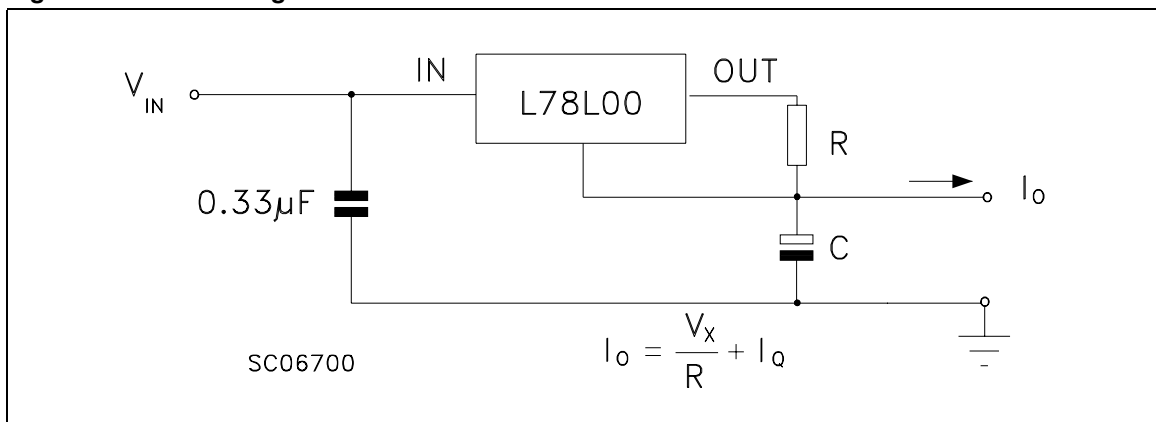 V_IN
IN
L78L00
OUT
R
0.33μF
I_O
C
I_O = V_X / R + I_Q
SC06700